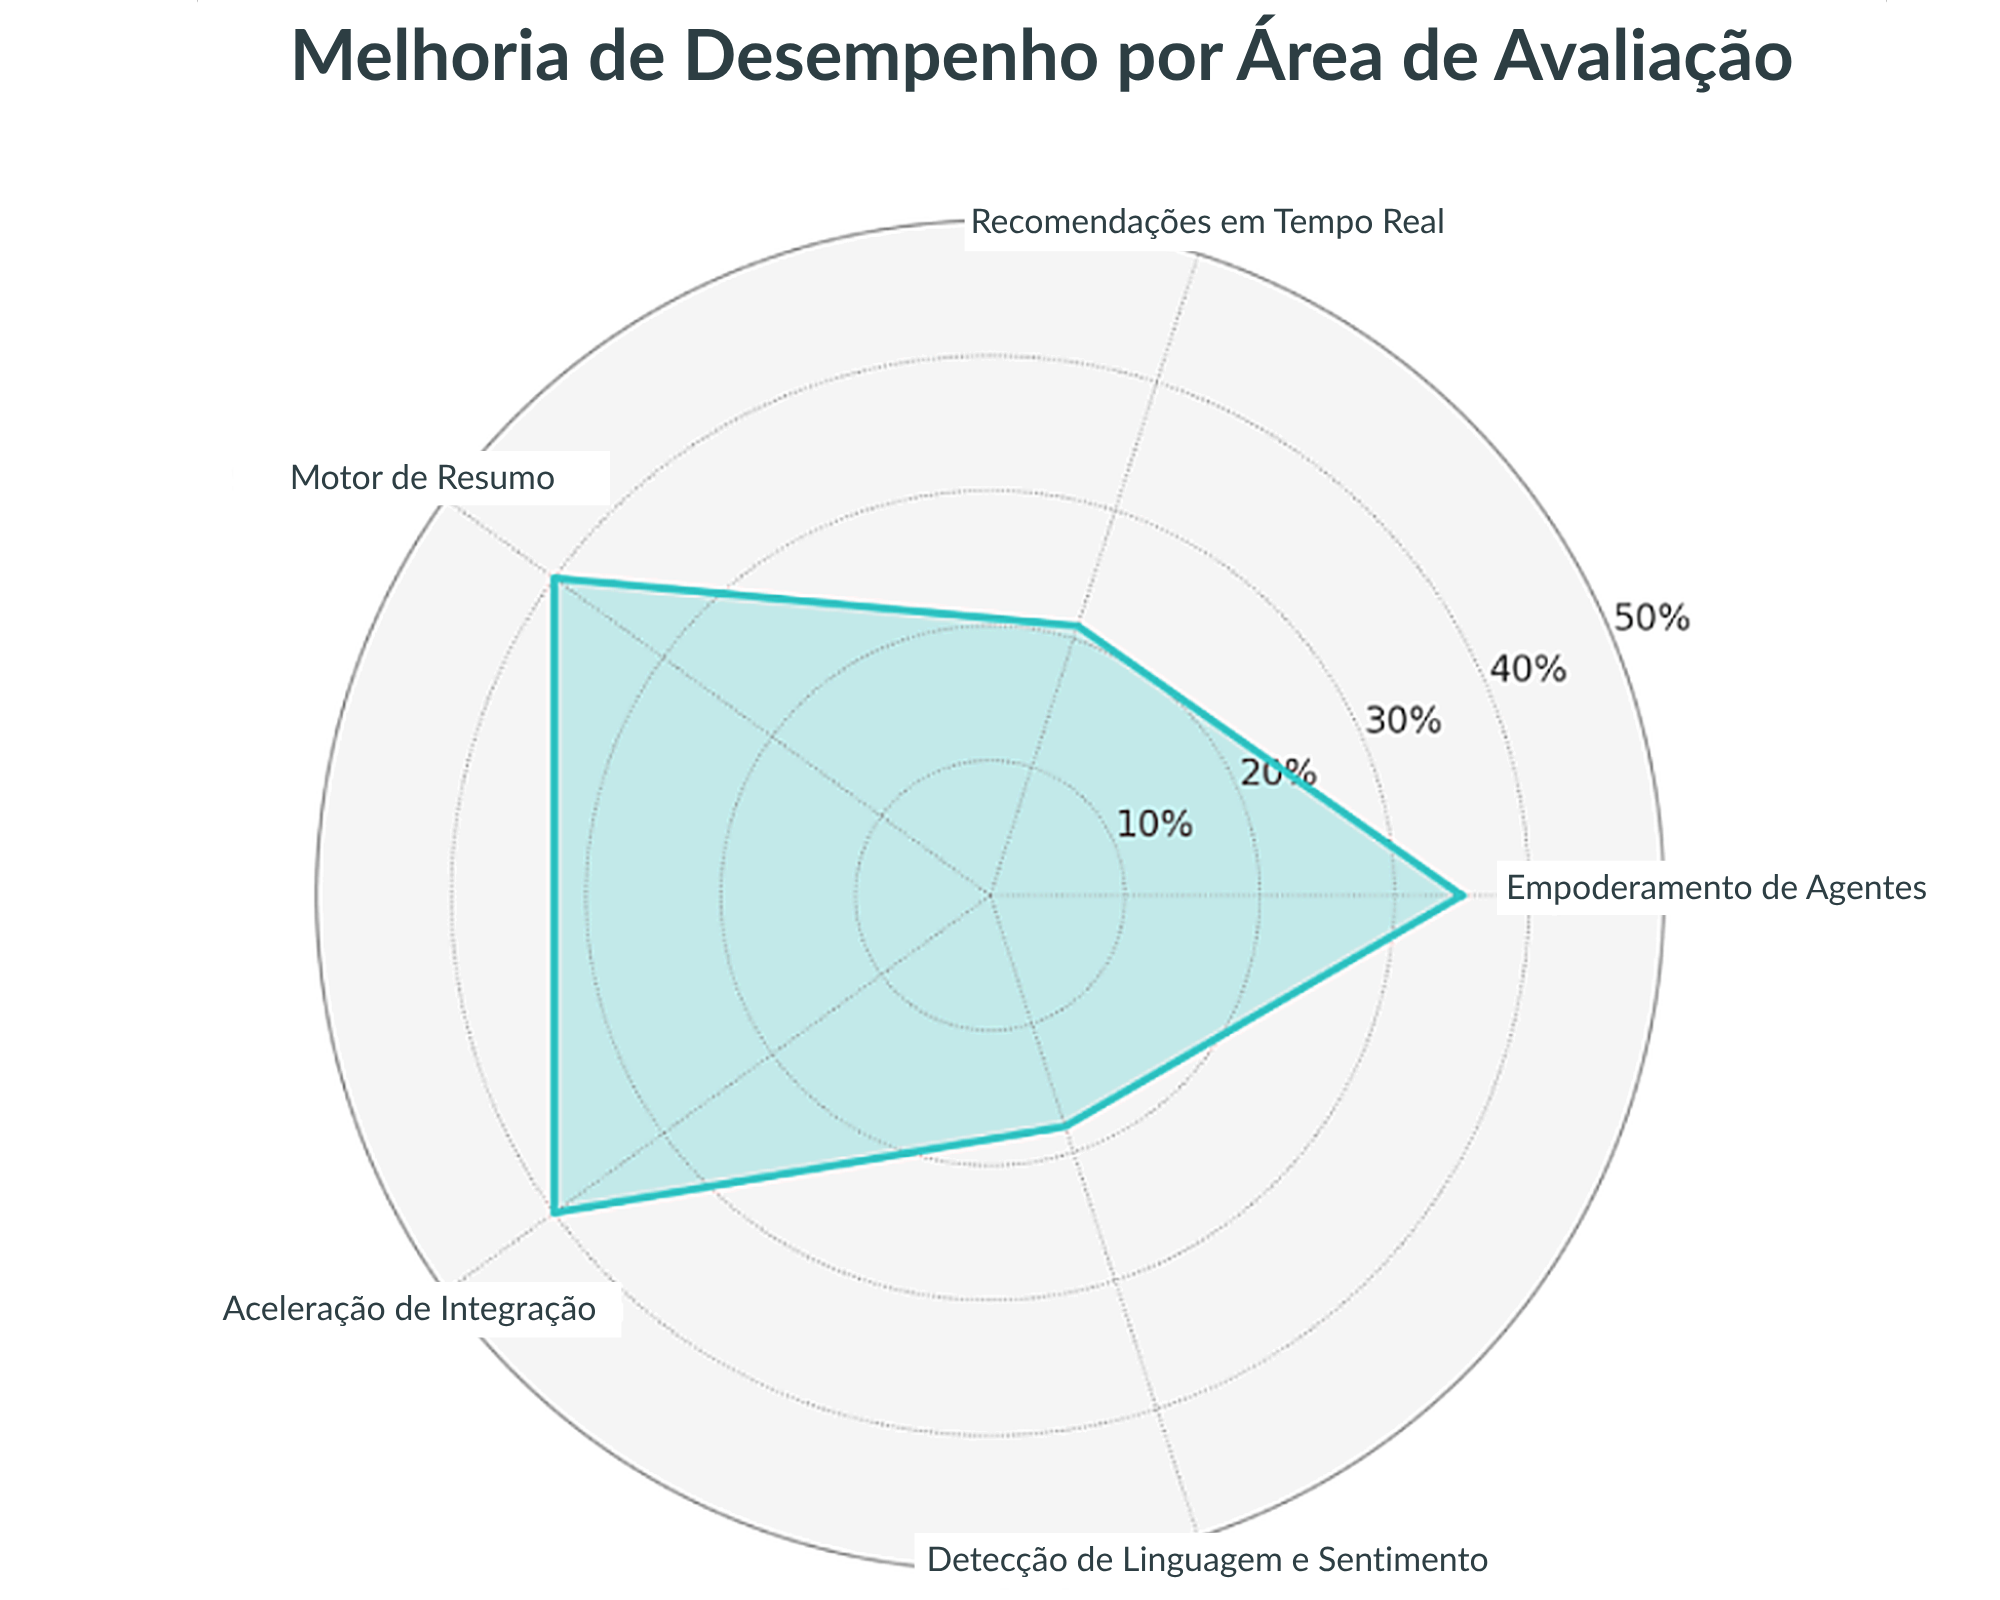 Melhoria de Desempenho por Área de Avaliação
Recomendações em Tempo Real
Motor de Resumo
50%
40%
30%
20%
10%
Empoderamento de Agentes
Aceleração de Integração
Detecção de Linguagem e Sentimento